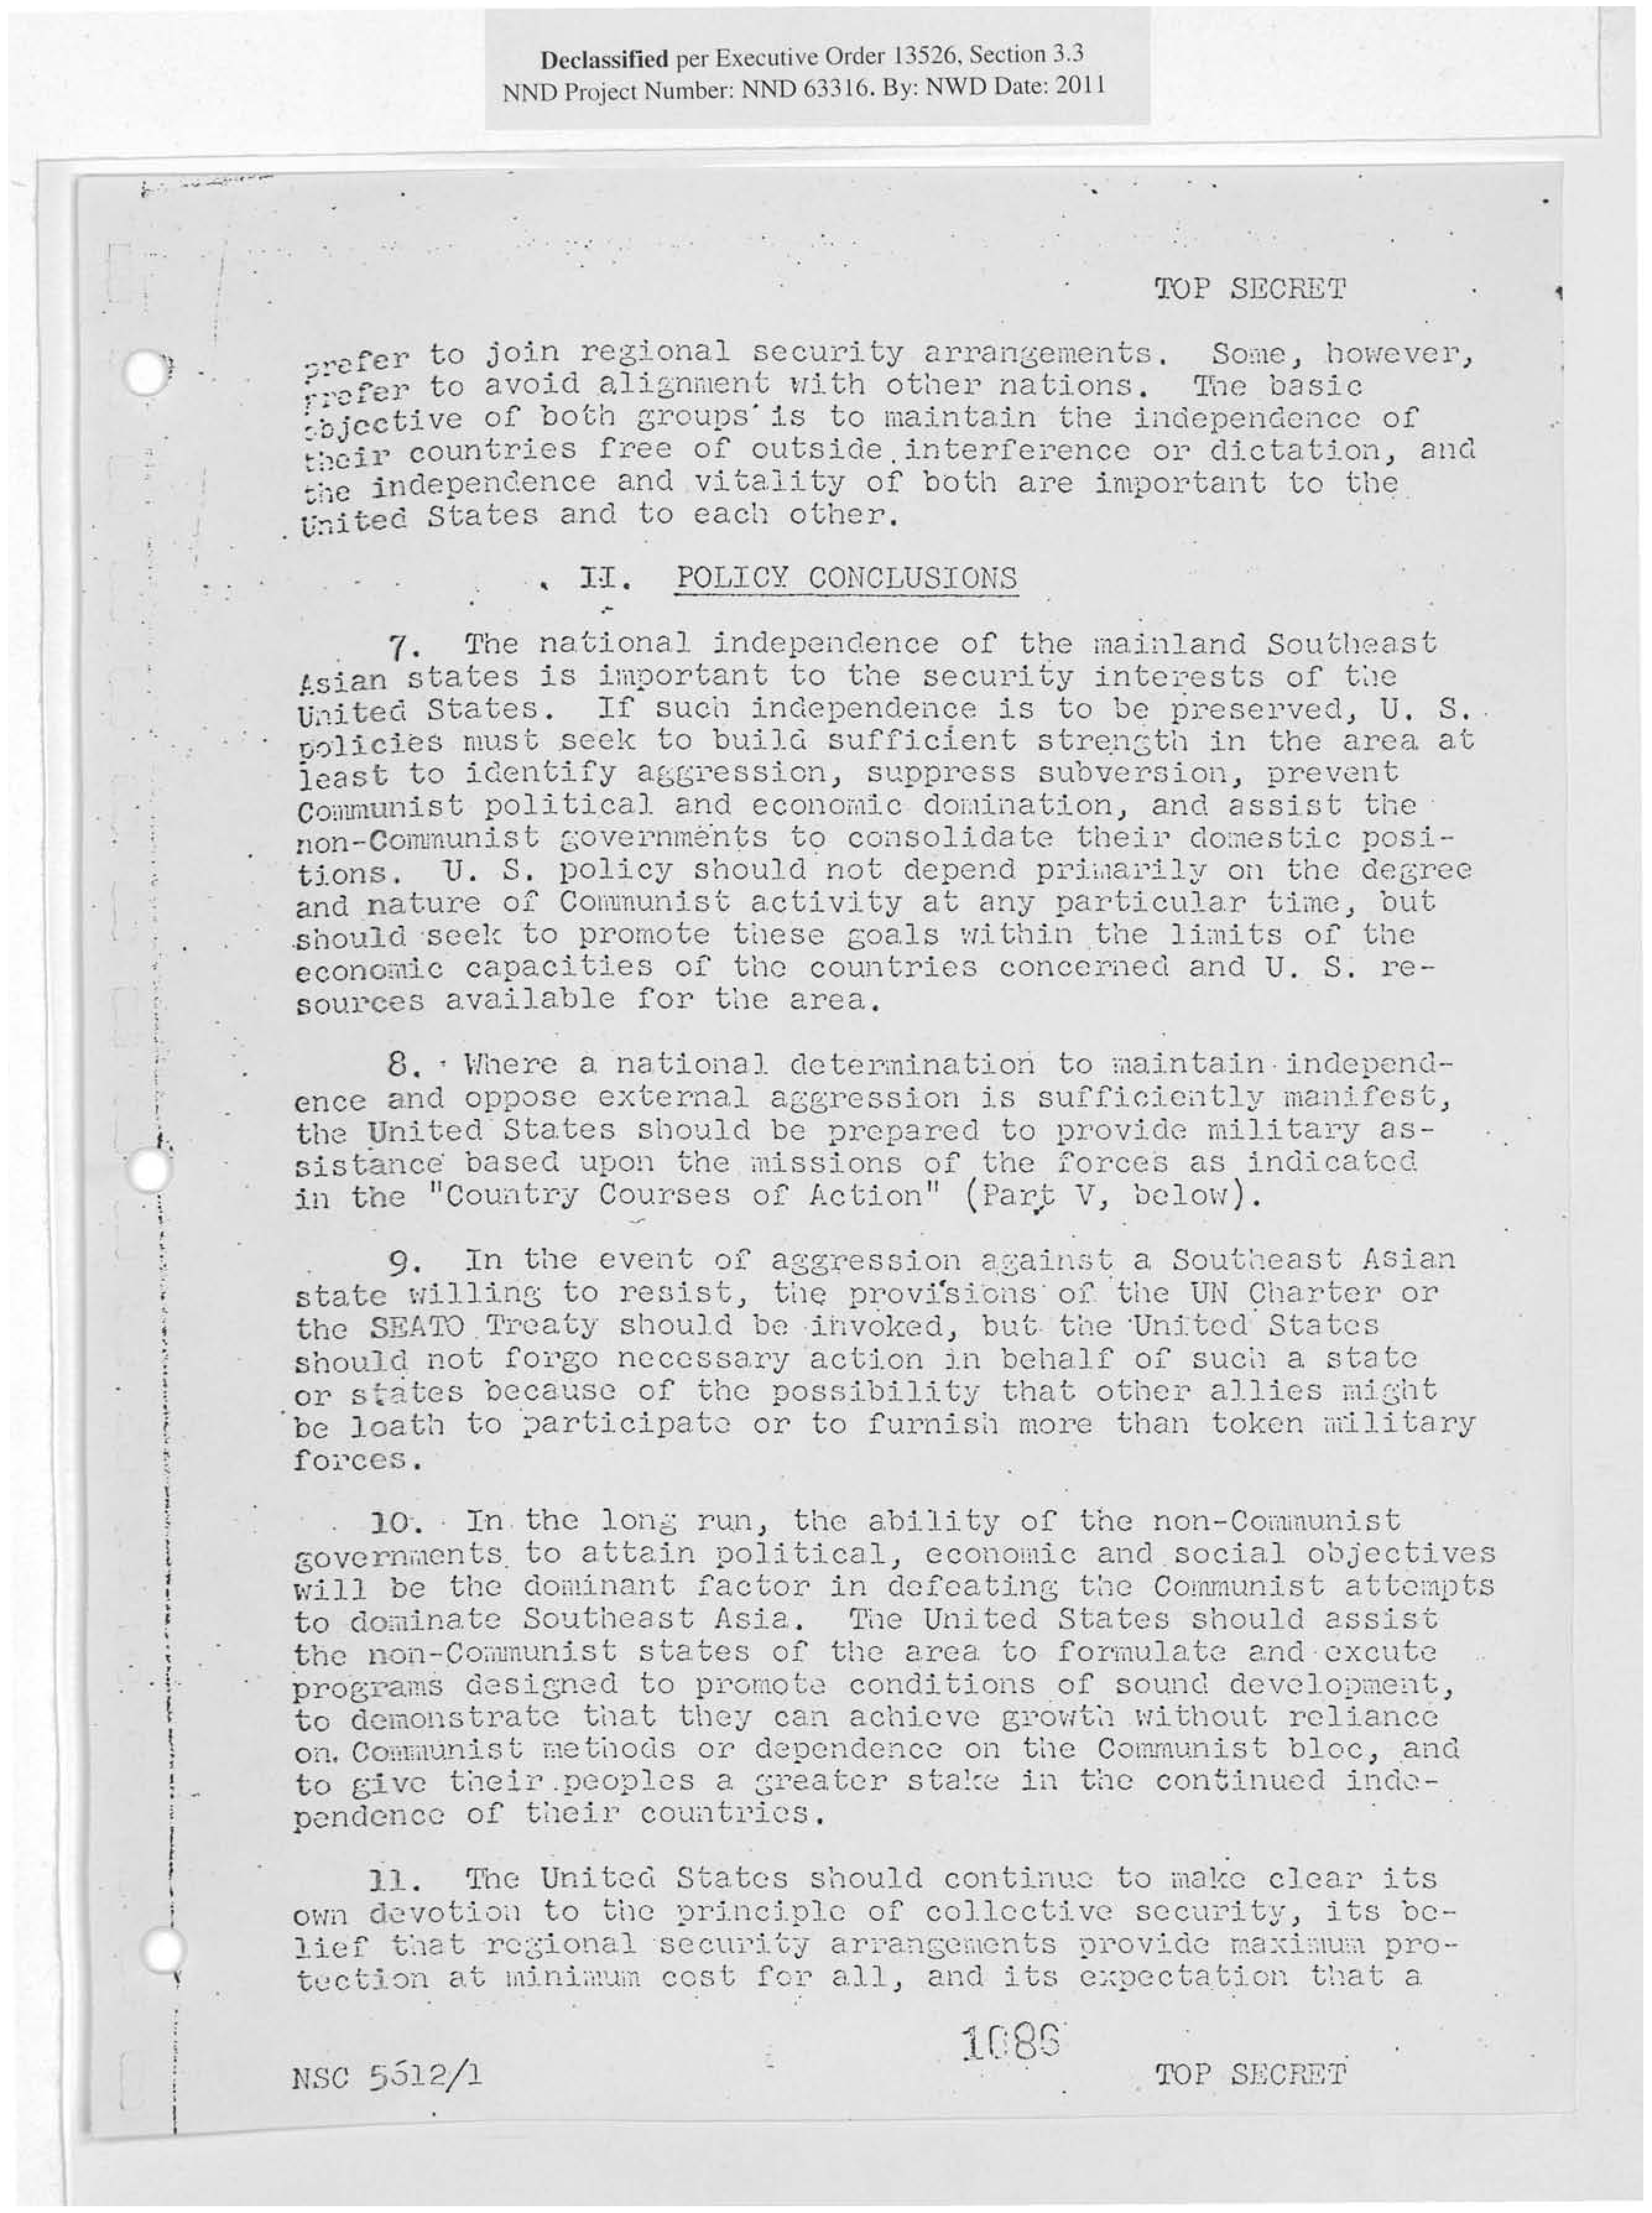 Declassified per Executive Order 13526, Section 3.3
NND Project Number: NND 63316. By: NWD Date: 2011
TOP SECRET
prefer to join regional security arrangements. Some, however,
prefer to avoid alignment with other nations. The basic
objective of both groups is to maintain the independence of
their countries free of outside interference or dictation, and
the independence and vitality of both are important to the
United States and to each other.
II. POLICY CONCLUSIONS
7. The national independence of the mainland Southeast
Asian states is important to the security interests of the
United States. If such independence is to be preserved, U. S.
policies must seek to build sufficient strength in the area at
least to identify aggression, suppress subversion, prevent
Communist political and economic domination, and assist the
non-Communist governments to consolidate their domestic posi-
tions. U. S. policy should not depend primarily on the degree
and nature of Communist activity at any particular time, but
should seek to promote these goals within the limits of the
economic capacities of the countries concerned and U. S. re-
sources available for the area.
8. Where a national determination to maintain independ-
ence and oppose external aggression is sufficiently manifest,
the United States should be prepared to provide military as-
sistance based upon the missions of the forces as indicated
in the "Country Courses of Action" (Part V, below).
9. In the event of aggression against a Southeast Asian
state willing to resist, the provisions of the UN Charter or
the SEATO Treaty should be invoked, but the United States
should not forgo necessary action in behalf of such a state
or states because of the possibility that other allies might
be loath to participate or to furnish more than token military
forces.
10. In the long run, the ability of the non-Communist
governments to attain political, economic and social objectives
will be the dominant factor in defeating the Communist attempts
to dominate Southeast Asia. The United States should assist
the non-Communist states of the area to formulate and excute
programs designed to promote conditions of sound development,
to demonstrate that they can achieve growth without reliance
on Communist methods or dependence on the Communist bloc, and
to give their peoples a greater stake in the continued inde-
pendence of their countries.
11. The United States should continue to make clear its
own devotion to the principle of collective security, its be-
lief that regional security arrangements provide maximum pro-
tection at minimum cost for all, and its expectation that a
1086
NSC 5612/1
TOP SECRET